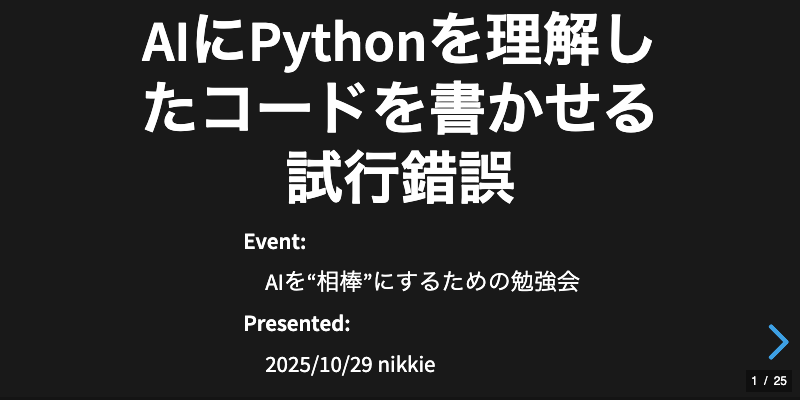 AIにPythonを理解し
たコードを書かせる
試行錯誤
Event:
AIを“相棒”にするための勉強会
Presented:
2025/10/29 nikkie
1 / 25